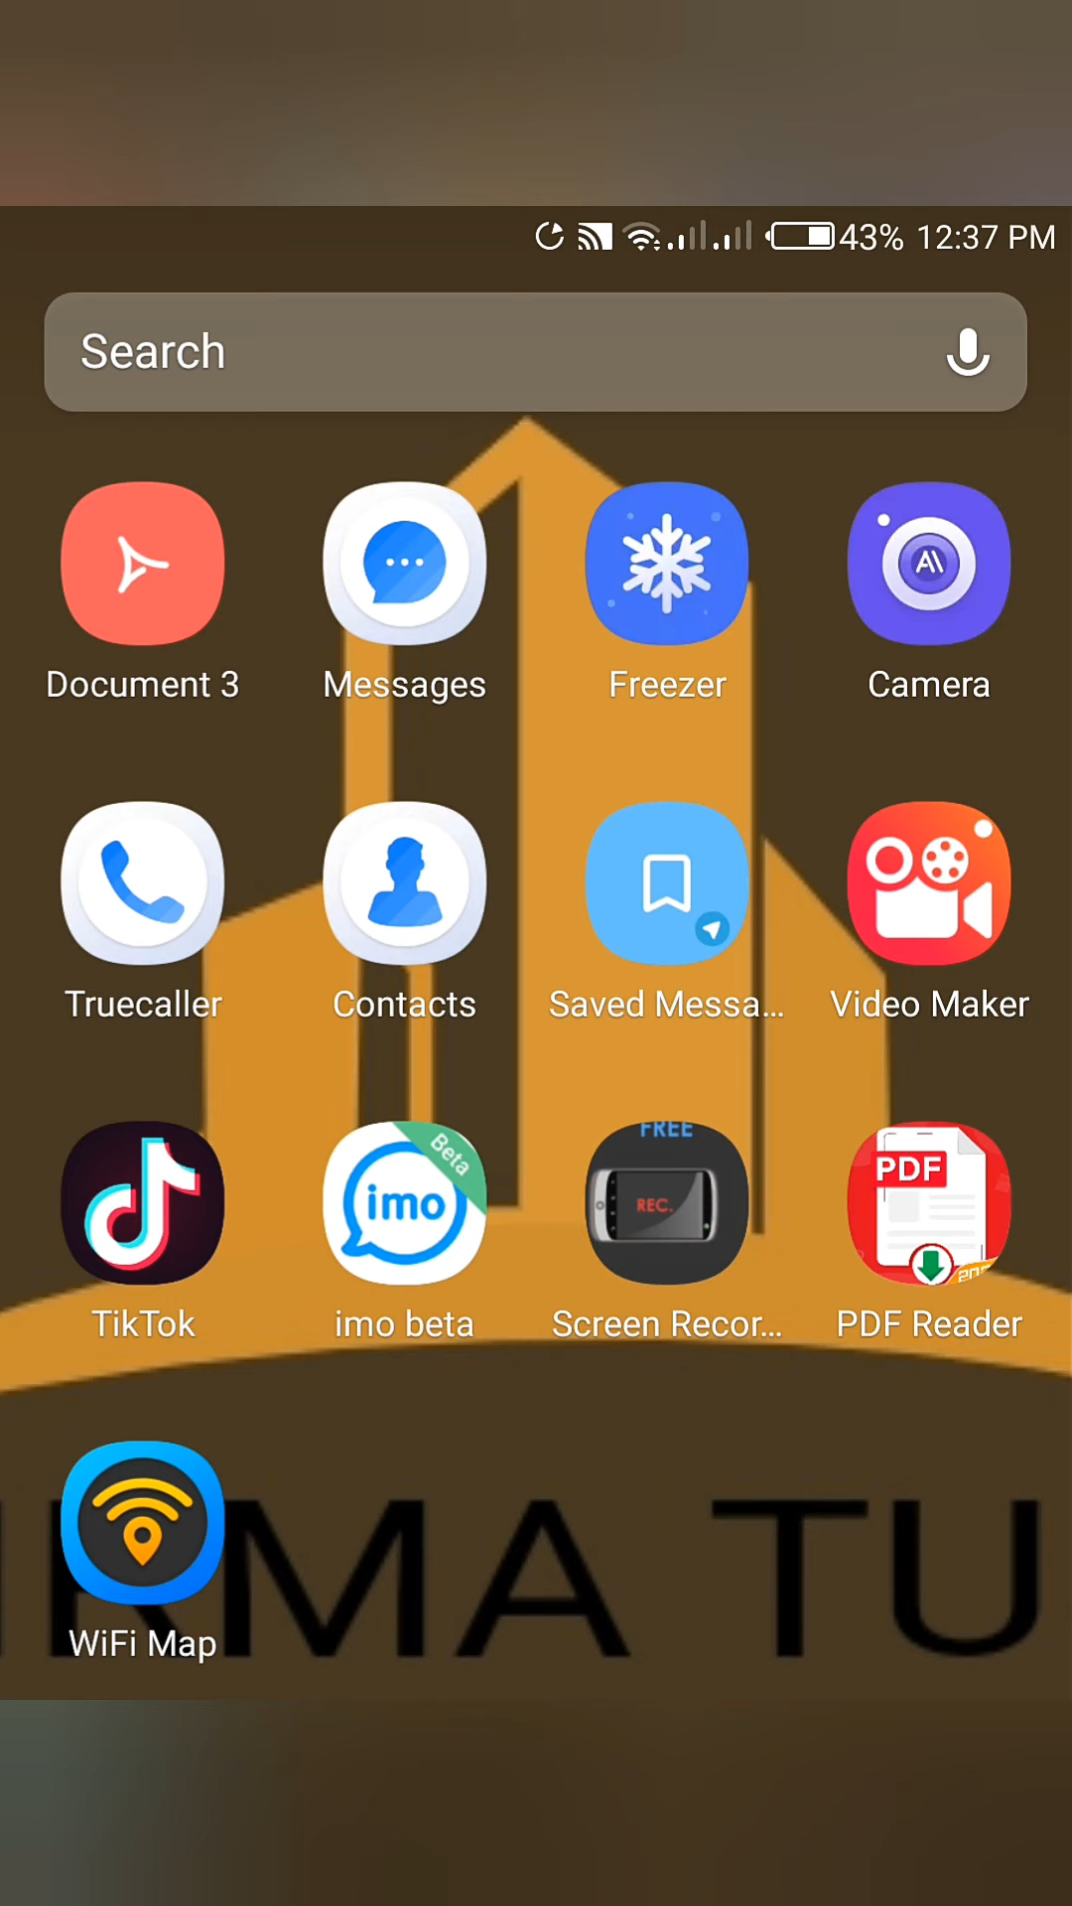 43% 12:37 PM
Search
Document 3 Messages Freezer Camera
Truecaller Contacts Saved Messa... Video Maker
Beta
imo
FREE
REC.
PDF
TikTok imo beta Screen Recor... PDF Reader
RMA TU
WiFi Map